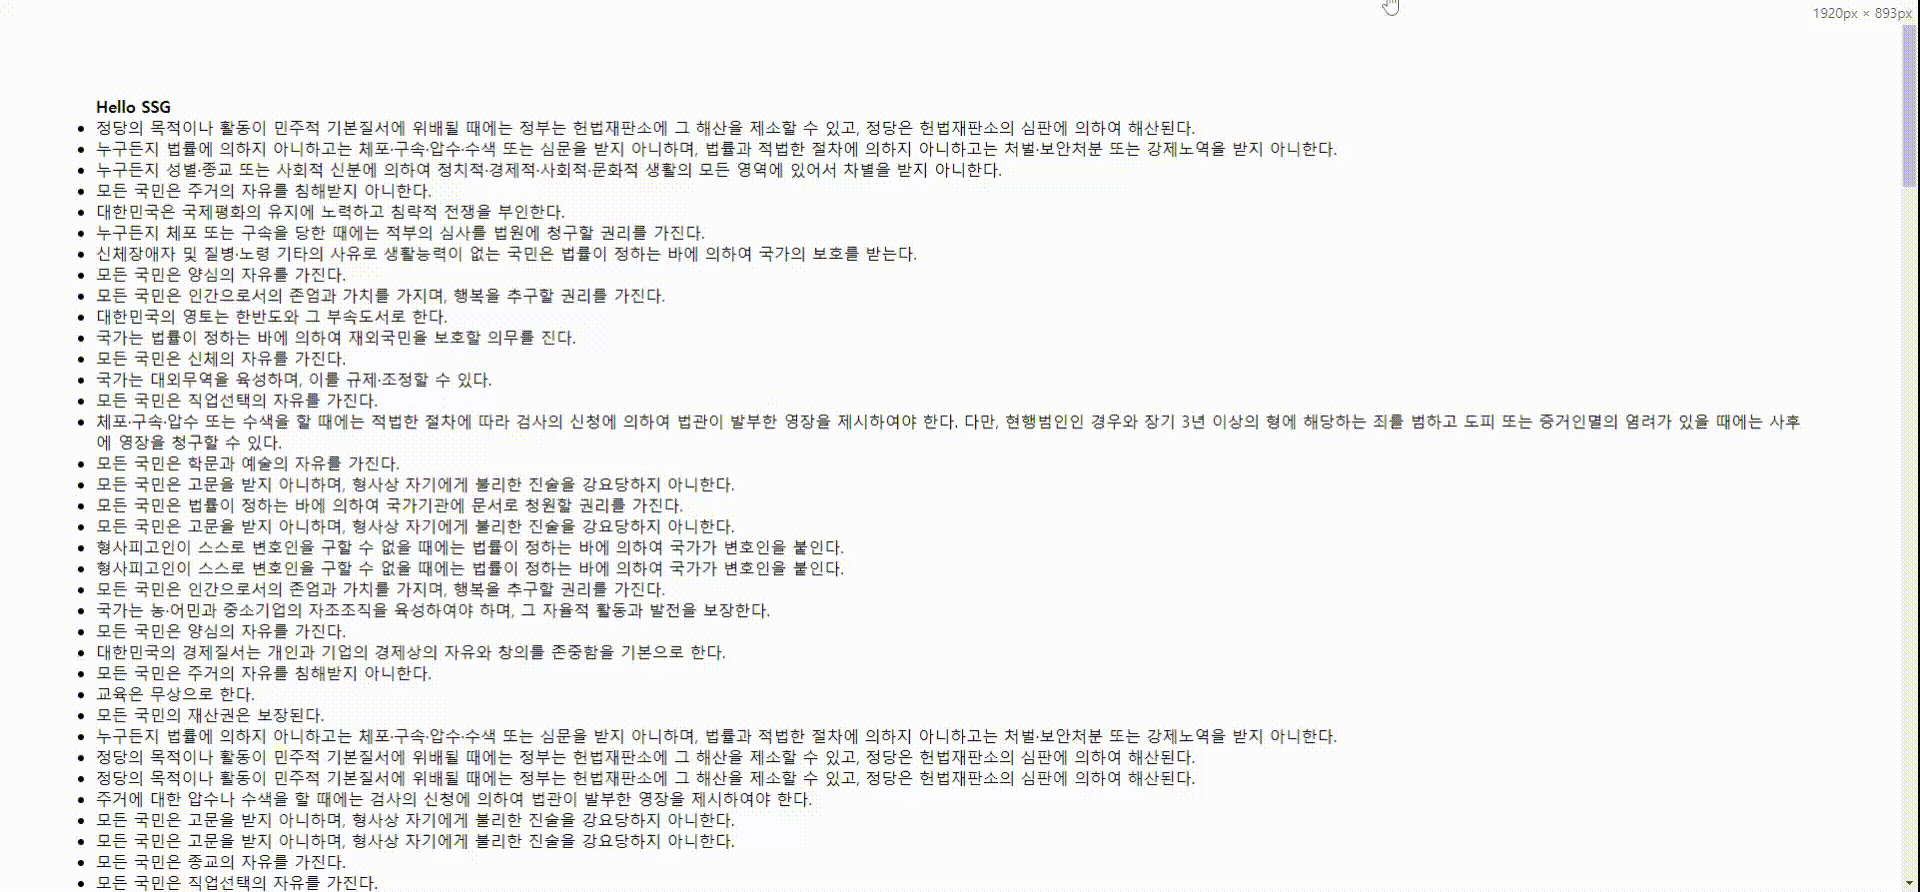 1920px × 893px
Hello SSG
정당의 목적이나 활동이 민주적 기본질서에 위배될 때에는 정부는 헌법재판소에 그 해산을 제소할 수 있고, 정당은 헌법재판소의 심판에 의하여 해산된다.
누구든지 법률에 의하지 아니하고는 체포·구속·압수·수색 또는 심문을 받지 아니하며, 법률과 적법한 절차에 의하지 아니하고는 처벌·보안처분 또는 강제노역을 받지 아니한다.
누구든지 성별·종교 또는 사회적 신분에 의하여 정치적·경제적·사회적·문화적 생활의 모든 영역에 있어서 차별을 받지 아니한다.
모든 국민은 주거의 자유를 침해받지 아니한다.
대한민국은 국제평화의 유지에 노력하고 침략적 전쟁을 부인한다.
누구든지 체포 또는 구속을 당한 때에는 적부의 심사를 법원에 청구할 권리를 가진다.
신체장애자 및 질병·노령 기타의 사유로 생활능력이 없는 국민은 법률이 정하는 바에 의하여 국가의 보호를 받는다.
모든 국민은 양심의 자유를 가진다.
모든 국민은 인간으로서의 존엄과 가치를 가지며, 행복을 추구할 권리를 가진다.
대한민국의 영토는 한반도와 그 부속도서로 한다.
국가는 법률이 정하는 바에 의하여 재외국민을 보호할 의무를 진다.
모든 국민은 신체의 자유를 가진다.
국가는 대외무역을 육성하며, 이를 규제·조정할 수 있다.
모든 국민은 직업선택의 자유를 가진다.
체포·구속·압수 또는 수색을 할 때에는 적법한 절차에 따라 검사의 신청에 의하여 법관이 발부한 영장을 제시하여야 한다. 다만, 현행범인인 경우와 장기 3년 이상의 형에 해당하는 죄를 범하고 도피 또는 증거인멸의 염려가 있을 때에는 사후
에 영장을 청구할 수 있다.
모든 국민은 학문과 예술의 자유를 가진다.
모든 국민은 고문을 받지 아니하며, 형사상 자기에게 불리한 진술을 강요당하지 아니한다.
모든 국민은 법률이 정하는 바에 의하여 국가기관에 문서로 청원할 권리를 가진다.
모든 국민은 고문을 받지 아니하며, 형사상 자기에게 불리한 진술을 강요당하지 아니한다.
형사피고인이 스스로 변호인을 구할 수 없을 때에는 법률이 정하는 바에 의하여 국가가 변호인을 붙인다.
형사피고인이 스스로 변호인을 구할 수 없을 때에는 법률이 정하는 바에 의하여 국가가 변호인을 붙인다.
모든 국민은 인간으로서의 존엄과 가치를 가지며, 행복을 추구할 권리를 가진다.
국가는 농·어민과 중소기업의 자조조직을 육성하여야 하며, 그 자율적 활동과 발전을 보장한다.
모든 국민은 양심의 자유를 가진다.
대한민국의 경제질서는 개인과 기업의 경제상의 자유와 창의를 존중함을 기본으로 한다.
모든 국민은 주거의 자유를 침해받지 아니한다.
교육은 무상으로 한다.
모든 국민의 재산권은 보장된다.
누구든지 법률에 의하지 아니하고는 체포·구속·압수·수색 또는 심문을 받지 아니하며, 법률과 적법한 절차에 의하지 아니하고는 처벌·보안처분 또는 강제노역을 받지 아니한다.
정당의 목적이나 활동이 민주적 기본질서에 위배될 때에는 정부는 헌법재판소에 그 해산을 제소할 수 있고, 정당은 헌법재판소의 심판에 의하여 해산된다.
정당의 목적이나 활동이 민주적 기본질서에 위배될 때에는 정부는 헌법재판소에 그 해산을 제소할 수 있고, 정당은 헌법재판소의 심판에 의하여 해산된다.
주거에 대한 압수나 수색을 할 때에는 검사의 신청에 의하여 법관이 발부한 영장을 제시하여야 한다.
모든 국민은 고문을 받지 아니하며, 형사상 자기에게 불리한 진술을 강요당하지 아니한다.
모든 국민은 고문을 받지 아니하며, 형사상 자기에게 불리한 진술을 강요당하지 아니한다.
모든 국민은 종교의 자유를 가진다.
모든 국민은 직업선택의 자유를 가진다.